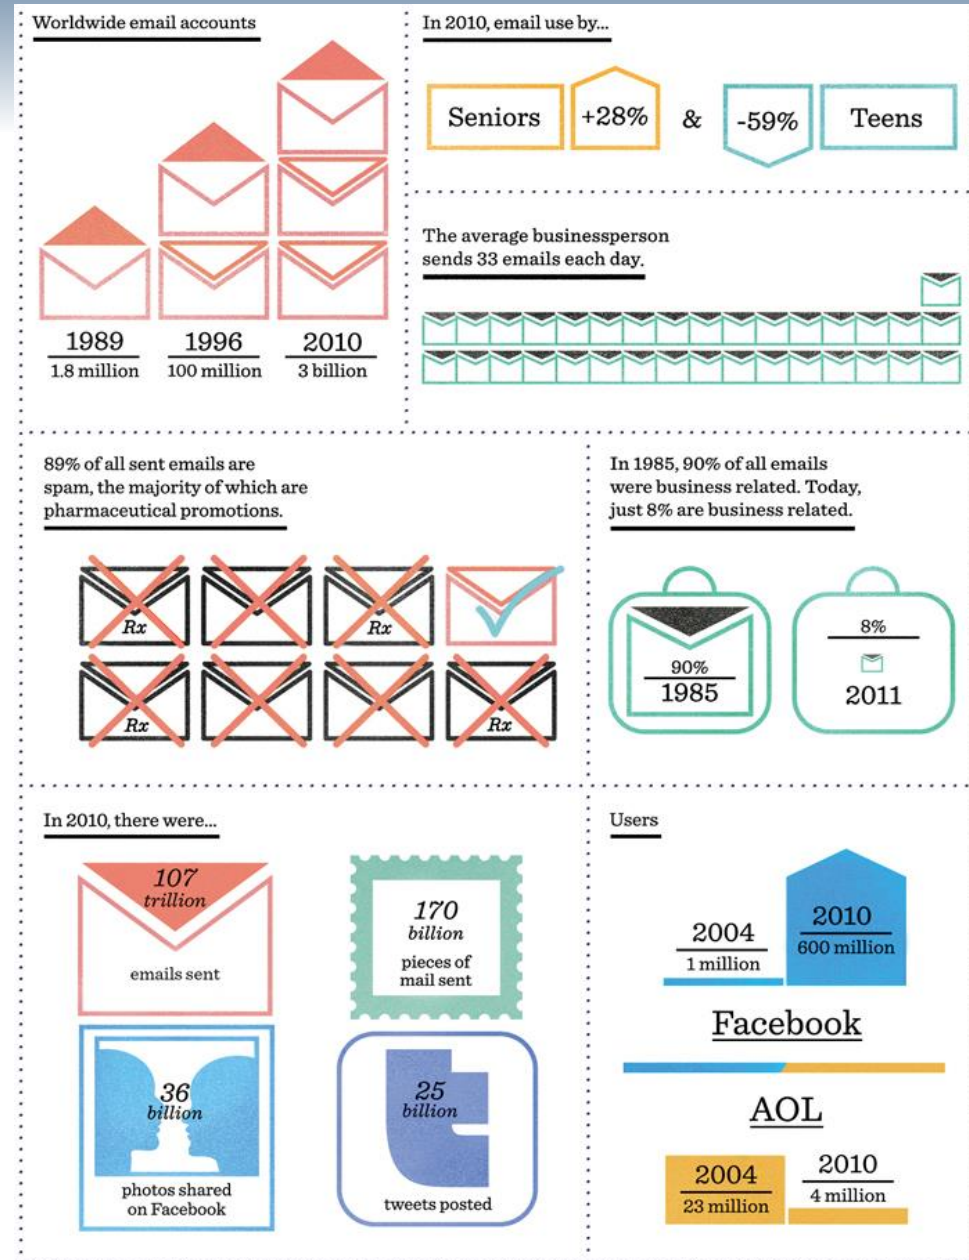 Worldwide email accounts
1989
1.8 million
1996
100 million
2010
3 billion
In 2010, email use by...
Seniors
+28%
&
-59%
Teens
The average businessperson
sends 33 emails each day.
89% of all sent emails are
spam, the majority of which are
pharmaceutical promotions.
Rx
Rx
Rx
Rx
In 1985, 90% of all emails
were business related. Today,
just 8% are business related.
90%
1985
8%
2011
In 2010, there were...
107
trillion
emails sent
170
billion
pieces of
mail sent
36
billion
photos shared
on Facebook
25
billion
tweets posted
Users
2004
1 million
2010
600 million
Facebook
AOL
2004
23 million
2010
4 million